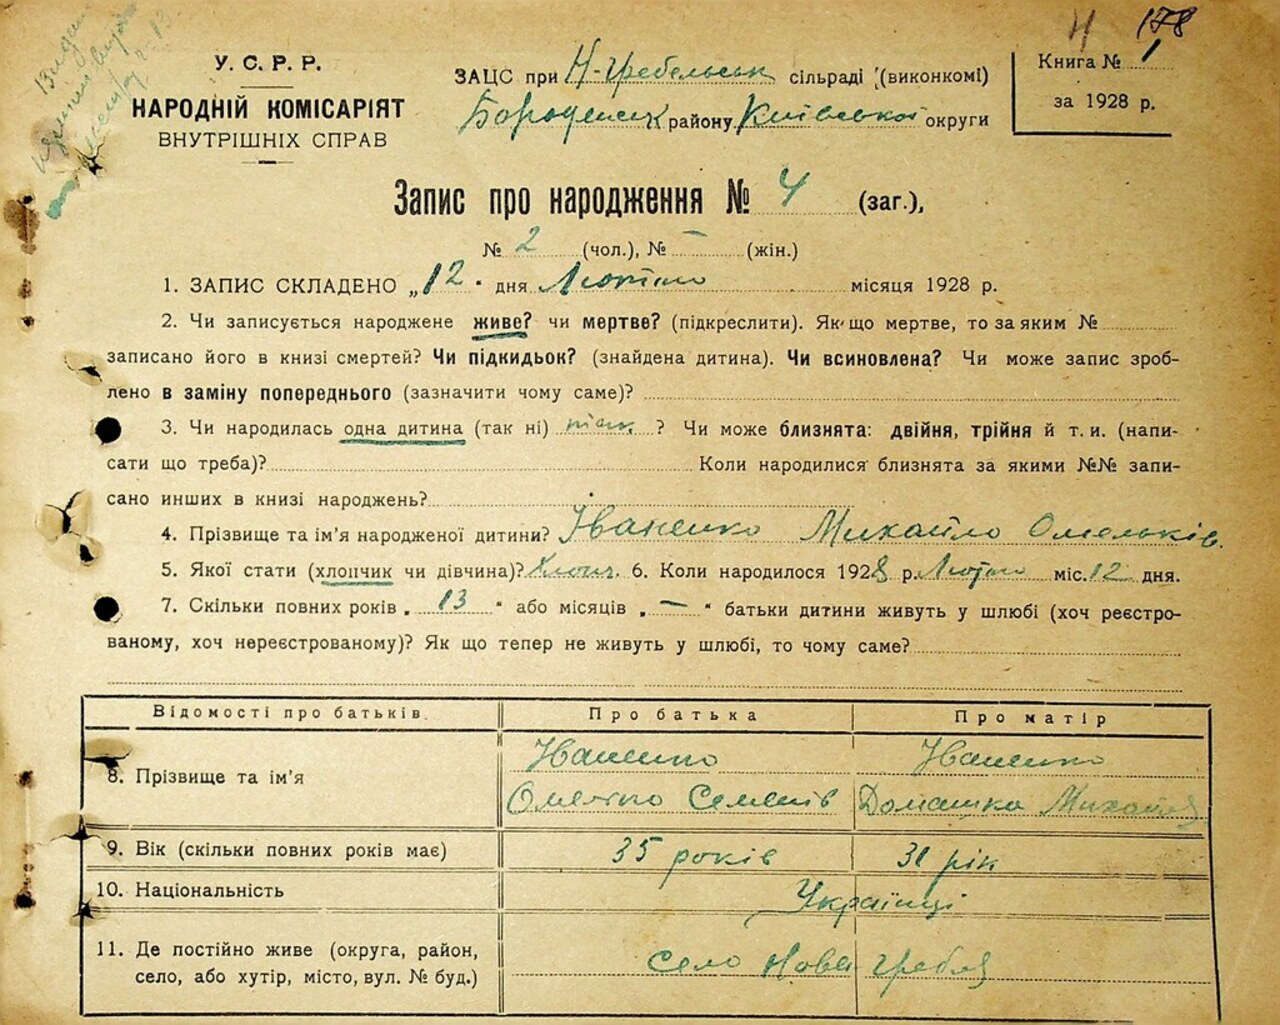 Н 178
У. С. Р. Р.
НАРОДНІЙ КОМІСАРІЯТ
ВНУТРІШНІХ СПРАВ
ЗАЦС при Н-Гребельськ сільраді (виконкомі)
Бородянськ району Київської округи
Книга № 1
за 1928 р.
Запис про народження № 4 (заг.),
№ 2 (чол.), № – (жін.)
1. ЗАПИС СКЛАДЕНО „12" дня Лютого місяця 1928 р.
2. Чи записується народжене живе? чи мертве? (підкреслити). Як що мертве, то за яким №
записано його в книзі смертей? Чи підкидьок? (знайдена дитина). Чи всиновлена? Чи може запис зроб-
лено в заміну попереднього (зазначити чому саме)?
3. Чи народилась одна дитина (так ні) так ? Чи може близнята: двійня, трійня й т. и. (напи-
сати що треба)? Коли народилися близнята за якими №№ запи-
сано инших в книзі народжень?
4. Прізвище та ім'я народженої дитини? Іваненко Михайло Омельків.
5. Якої стати (хлопчик чи дівчина)? Хлопч. 6. Коли народилося 1928 р. Лютого міс. 12 дня.
7. Скільки повних років „ 13 " або місяців „ – " батьки дитини живуть у шлюбі (хоч реєстро-
ваному, хоч нереєстрованому)? Як що тепер не живуть у шлюбі, то чому саме?
Відомості про батьків. Про батька Про матір
8. Прізвище та ім'я Іваненко Омелько Семенів Іваненко Домашка
9. Вік (скільки повних років має) 35 років 31 рік
10. Національність Українці
11. Де постійно живе (округа, район,
село, або хутір, місто, вул. № буд.) село Нова Гребля